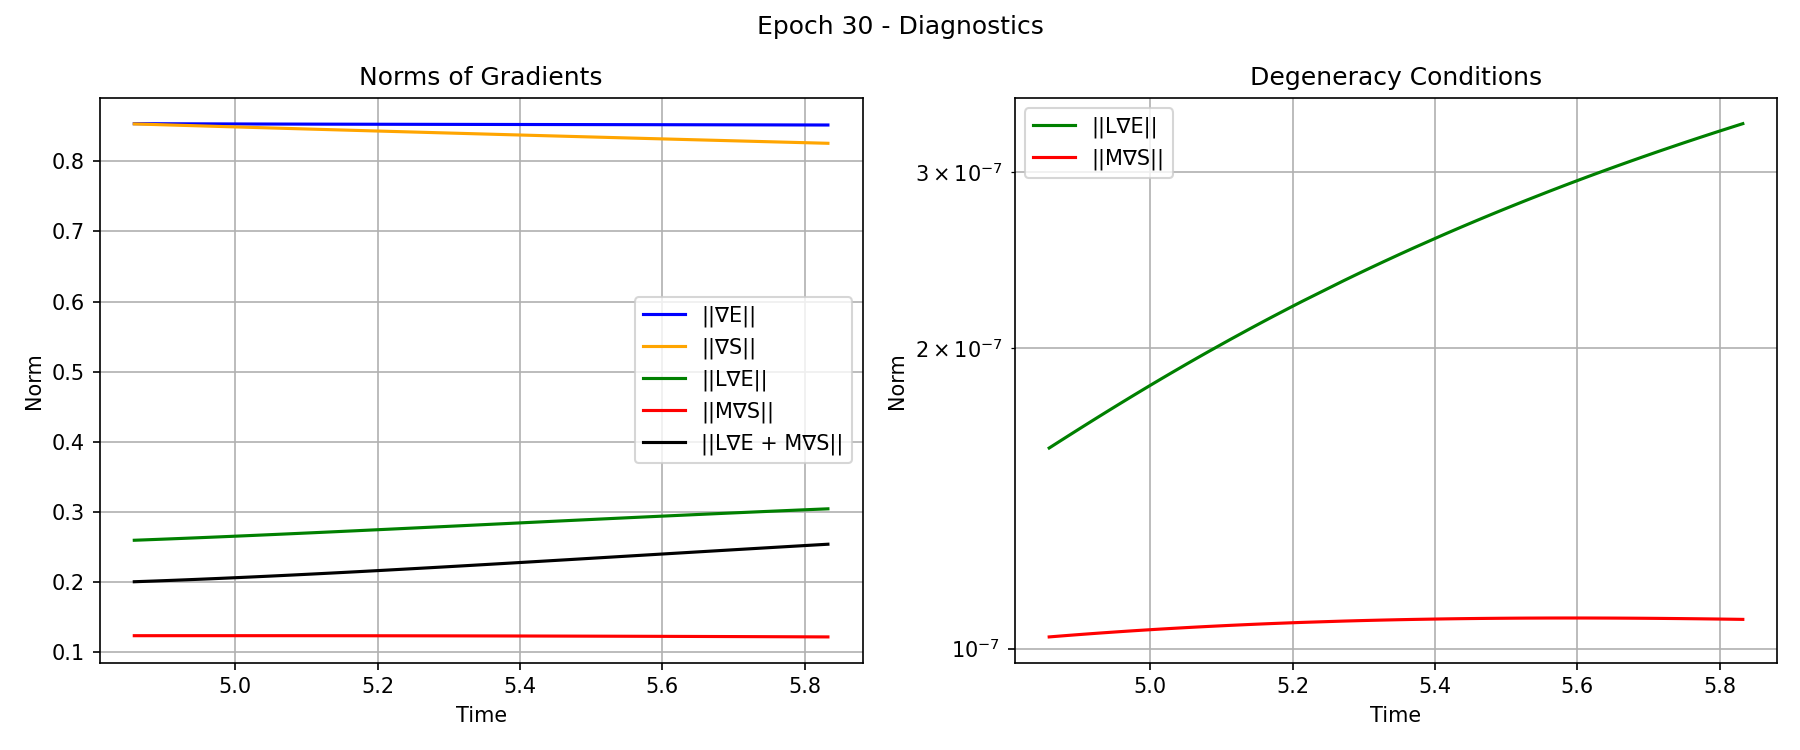 Epoch 30 - Diagnostics
Norms of Gradients
Norm
0.8
0.7
0.6
0.5
0.4
0.3
0.2
0.1
||∇E||
||∇S||
||L∇E||
||M∇S||
||L∇E + M∇S||
5.0 5.2 5.4 5.6 5.8
Time
Degeneracy Conditions
Norm
3 × 10⁻⁷
2 × 10⁻⁷
10⁻⁷
||L∇E||
||M∇S||
5.0 5.2 5.4 5.6 5.8
Time